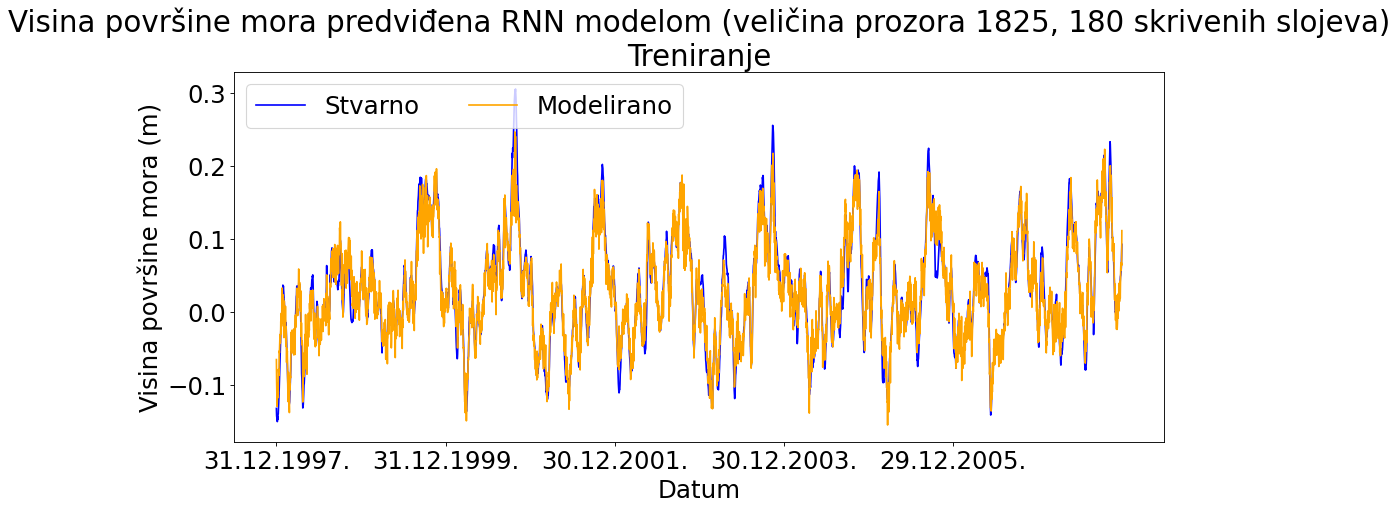 Visina površine mora predviđena RNN modelom (veličina prozora 1825, 180 skrivenih slojeva)
Treniranje
Stvarno
Modelirano
Visina površine mora (m)
0.3
0.2
0.1
0.0
−0.1
31.12.1997.
31.12.1999.
30.12.2001.
30.12.2003.
29.12.2005.
Datum